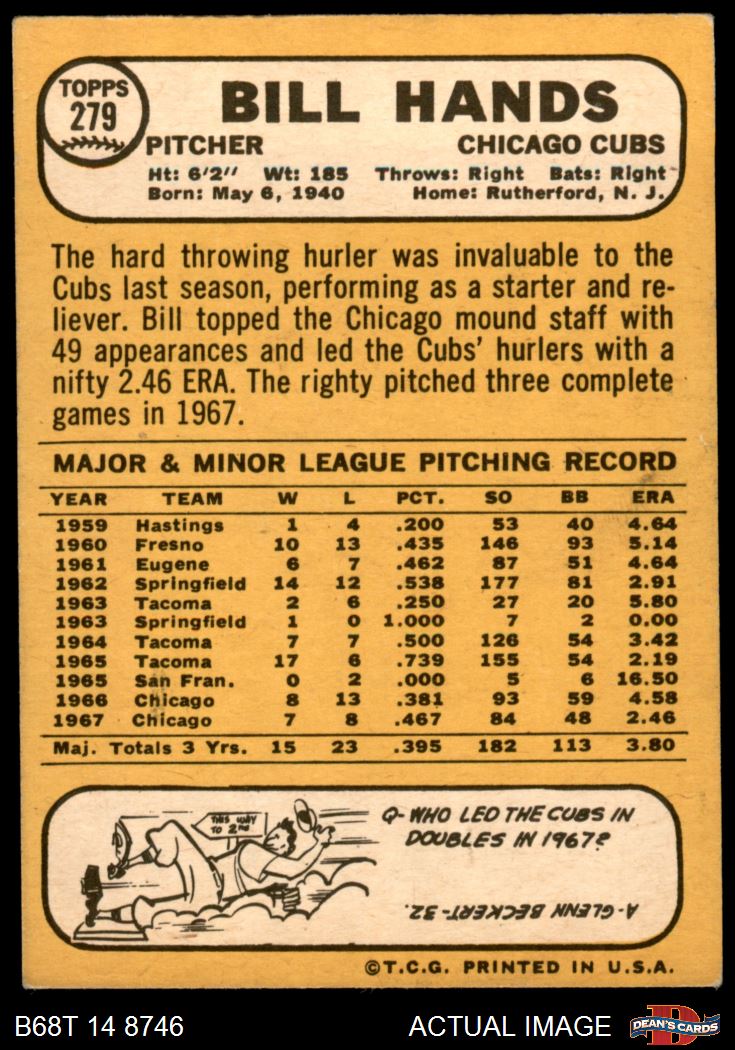 TOPPS
279
BILL HANDS
PITCHER CHICAGO CUBS
Ht: 6'2" Wt: 185 Throws: Right Bats: Right
Born: May 6, 1940 Home: Rutherford, N. J.
The hard throwing hurler was invaluable to the
Cubs last season, performing as a starter and re-
liever. Bill topped the Chicago mound staff with
49 appearances and led the Cubs' hurlers with a
nifty 2.46 ERA. The righty pitched three complete
games in 1967.
MAJOR & MINOR LEAGUE PITCHING RECORD
YEAR TEAM W L PCT. SO BB ERA
1959 Hastings 1 4 .200 53 40 4.64
1960 Fresno 10 13 .435 146 93 5.14
1961 Eugene 6 7 .462 87 51 4.64
1962 Springfield 14 12 .538 177 81 2.91
1963 Tacoma 2 6 .250 27 20 5.80
1963 Springfield 1 0 1.000 7 2 0.00
1964 Tacoma 7 7 .500 126 54 3.42
1965 Tacoma 17 6 .739 155 54 2.19
1965 San Fran. 0 2 .000 5 6 16.50
1966 Chicago 8 13 .381 93 59 4.58
1967 Chicago 7 8 .467 84 48 2.46
Maj. Totals 3 Yrs. 15 23 .395 182 113 3.80
THIS WAY
TO 2ND
Q-WHO LED THE CUBS IN
DOUBLES IN 1967?
A-GLENN BECKERT-32.
©T.C.G. PRINTED IN U.S.A.
B68T 14 8746 ACTUAL IMAGE
D
DEAN'S CARDS